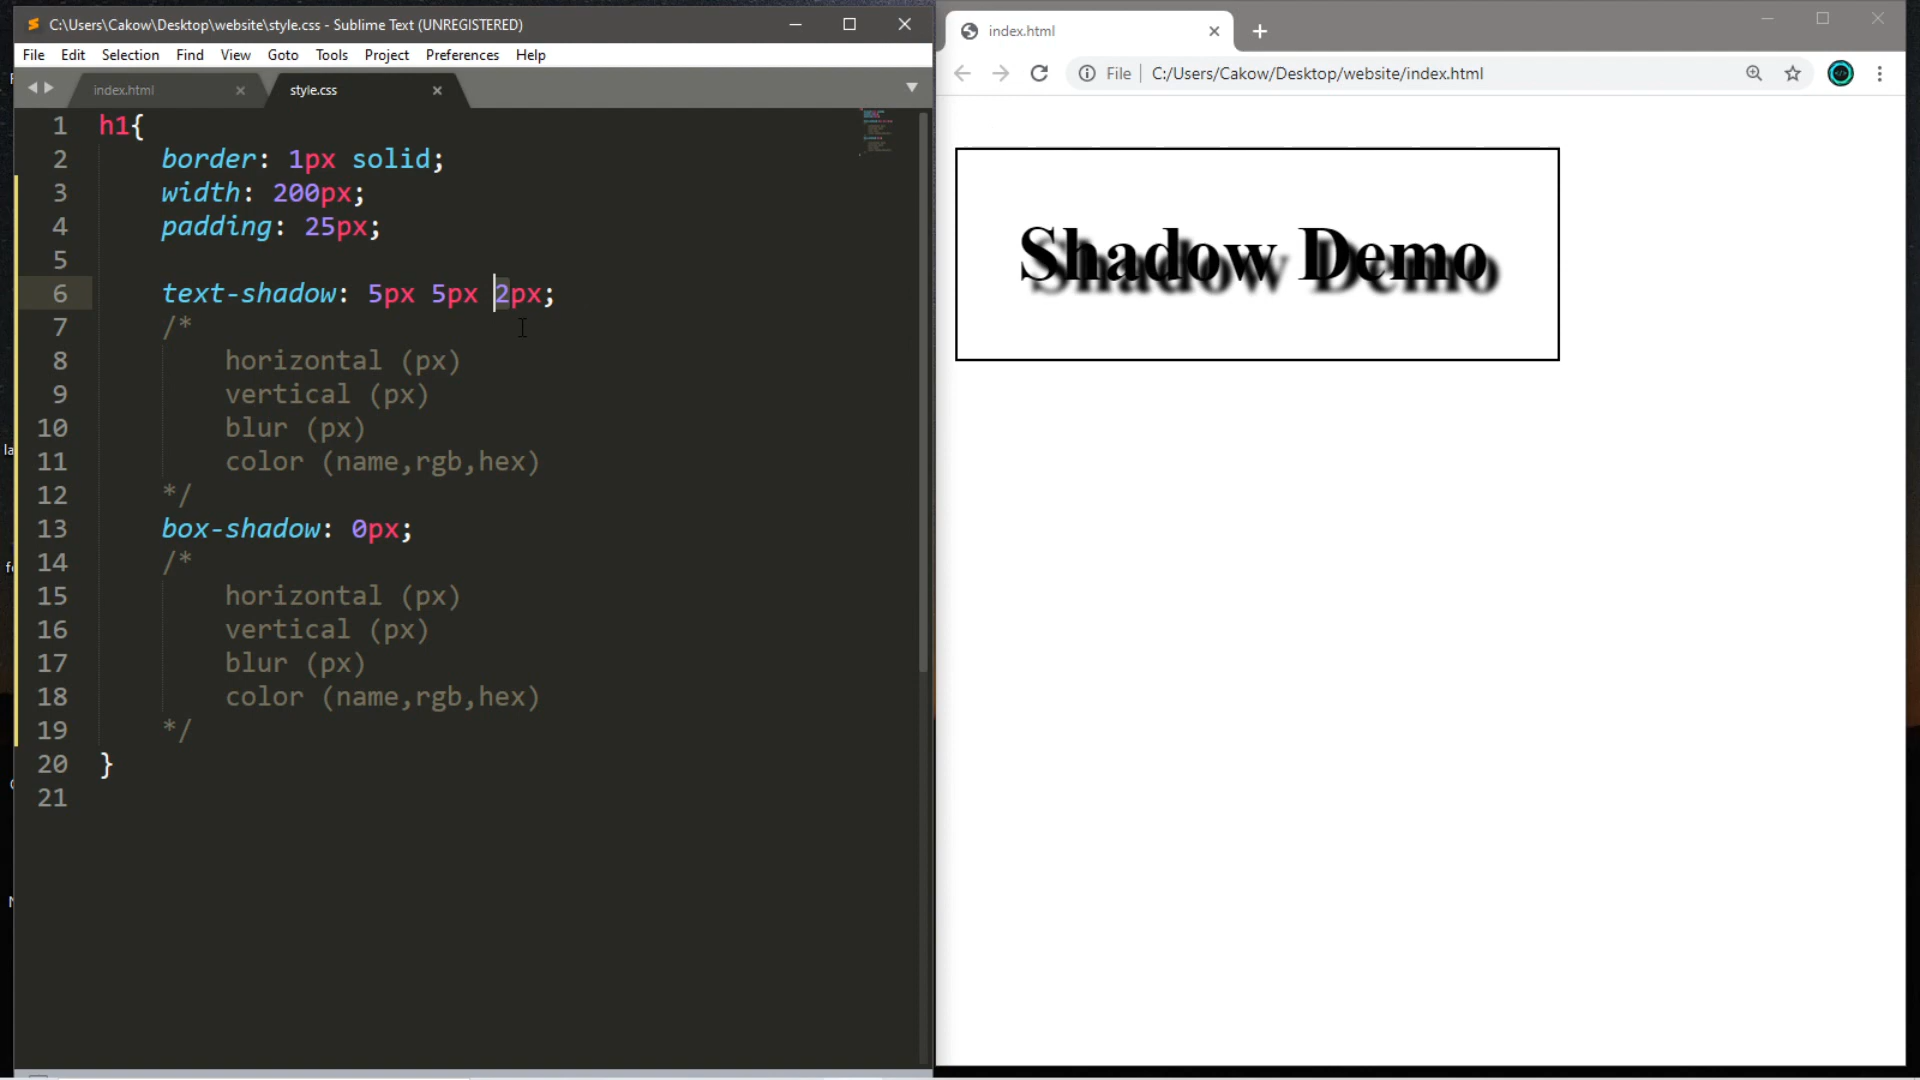 C:\Users\Cakow\Desktop\website\style.css - Sublime Text (UNREGISTERED)
File Edit Selection Find View Goto Tools Project Preferences Help
index.html
style.css
1 h1{
2 border: 1px solid;
3 width: 200px;
4 padding: 25px;
5
6 text-shadow: 5px 5px 2px;
7 /*
8 horizontal (px)
9 vertical (px)
10 blur (px)
11 color (name,rgb,hex)
12 */
13 box-shadow: 0px;
14 /*
15 horizontal (px)
16 vertical (px)
17 blur (px)
18 color (name,rgb,hex)
19 */
20 }
21
index.html
File C:/Users/Cakow/Desktop/website/index.html
Shadow Demo